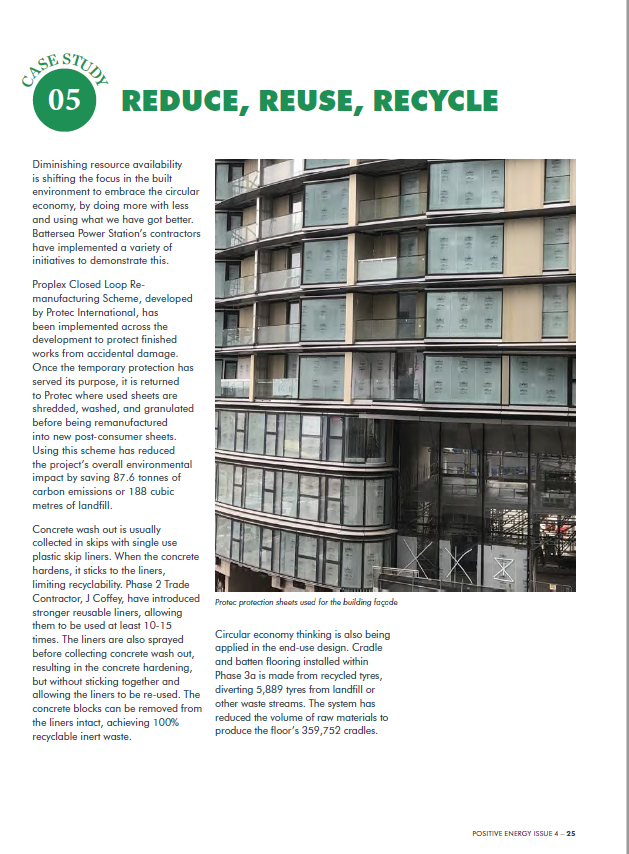 CASE STUDY
05
REDUCE, REUSE, RECYCLE
Diminishing resource availability
is shifting the focus in the built
environment to embrace the circular
economy, by doing more with less
and using what we have got better.
Battersea Power Station's contractors
have implemented a variety of
initiatives to demonstrate this.
Proplex Closed Loop Re-
manufacturing Scheme, developed
by Protec International, has
been implemented across the
development to protect finished
works from accidental damage.
Once the temporary protection has
served its purpose, it is returned
to Protec where used sheets are
shredded, washed, and granulated
before being remanufactured
into new post-consumer sheets.
Using this scheme has reduced
the project's overall environmental
impact by saving 87.6 tonnes of
carbon emissions or 188 cubic
metres of landfill.
Concrete wash out is usually
collected in skips with single use
plastic skip liners. When the concrete
hardens, it sticks to the liners,
limiting recyclability. Phase 2 Trade
Contractor, J Coffey, have introduced
stronger reusable liners, allowing
them to be used at least 10-15
times. The liners are also sprayed
before collecting concrete wash out,
resulting in the concrete hardening,
but without sticking together and
allowing the liners to be re-used. The
concrete blocks can be removed from
the liners intact, achieving 100%
recyclable inert waste.
Protec protection sheets used for the building façade
Circular economy thinking is also being
applied in the end-use design. Cradle
and batten flooring installed within
Phase 3a is made from recycled tyres,
diverting 5,889 tyres from landfill or
other waste streams. The system has
reduced the volume of raw materials to
produce the floor's 359,752 cradles.
POSITIVE ENERGY ISSUE 4 – 25